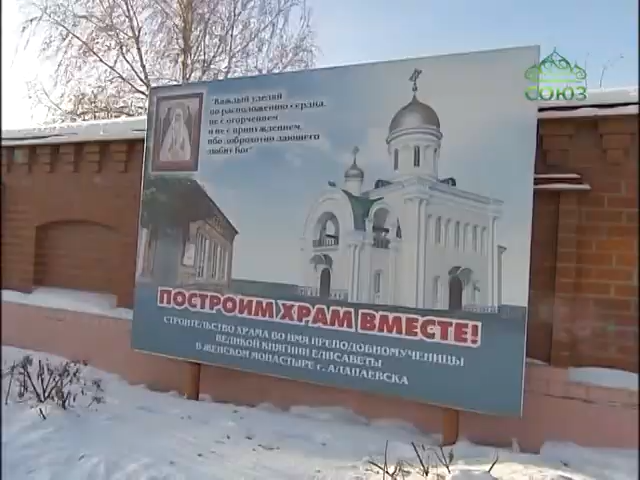 СОЮЗ
"Каждый уделяй
по расположению сердца,
не с огорчением
и не с принуждением,
ибо доброхотно дающего
любит Бог"
ПОСТРОИМ ХРАМ ВМЕСТЕ!
СТРОИТЕЛЬСТВО ХРАМА ВО ИМЯ ПРЕПОДОБНОМУЧЕНИЦЫ
ВЕЛИКОЙ КНЯГИНИ ЕЛИСАВЕТЫ
В ЖЕНСКОМ МОНАСТЫРЕ г. АЛАПАЕВСКА